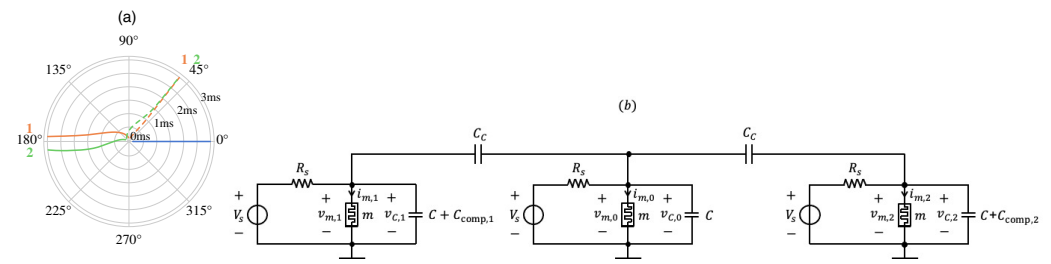 (a)
90°
1 2
135°
45°
3ms
2ms
1ms
0ms
1
180°
2
0°
225°
315°
270°
(b)
C_C
C_C
R_s
R_s
R_s
+
V_s
−
+
v_{m,1}
−
i_{m,1}
m
+
v_{C,1}
−
C + C_{comp,1}
+
V_s
−
+
v_{m,0}
−
i_{m,0}
m
+
v_{C,0}
−
C
+
V_s
−
+
v_{m,2}
−
i_{m,2}
m
+
v_{C,2}
−
C+C_{comp,2}